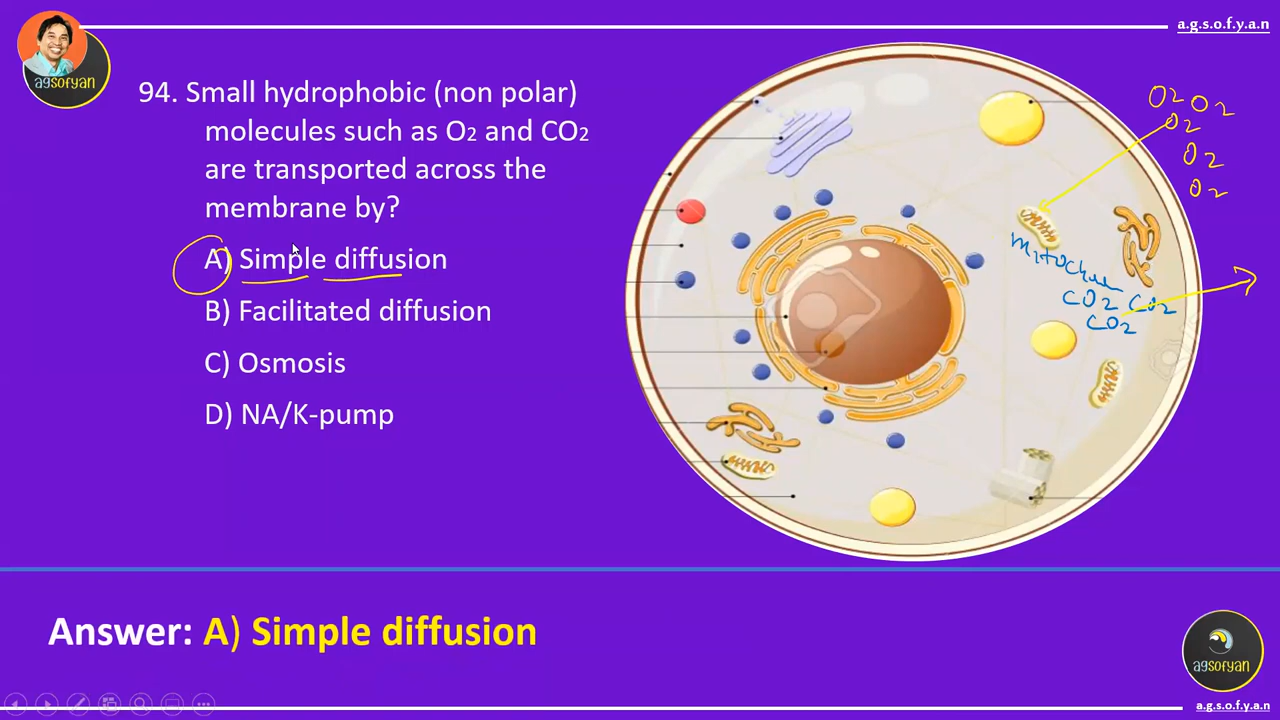 a.g.s.o.f.y.a.n
agsofyan
94. Small hydrophobic (non polar)
molecules such as O2 and CO2
are transported across the
membrane by?
A) Simple diffusion
B) Facilitated diffusion
C) Osmosis
D) NA/K-pump
O2 O2
O2
O2
O2
CO2 CO2
CO2
Answer: A) Simple diffusion
agsofyan
a.g.s.o.f.y.a.n